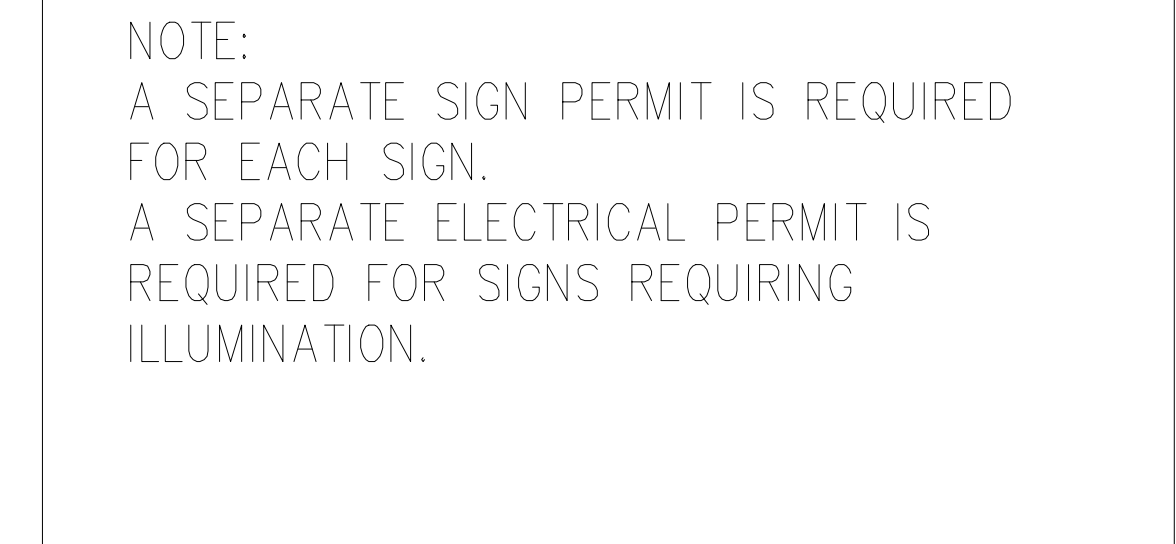 NOTE:
A SEPARATE SIGN PERMIT IS REQUIRED
FOR EACH SIGN.
A SEPARATE ELECTRICAL PERMIT IS
REQUIRED FOR SIGNS REQUIRING
ILLUMINATION.